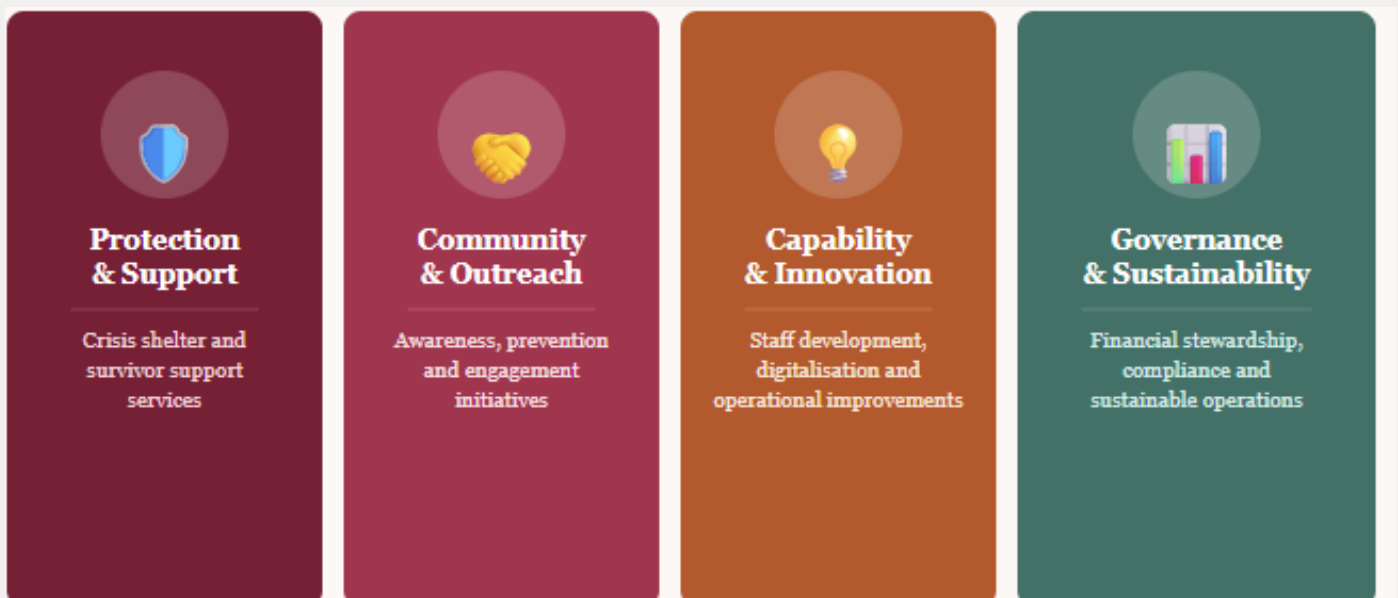 Protection
& Support
Crisis shelter and
survivor support
services
Community
& Outreach
Awareness, prevention
and engagement
initiatives
Capability
& Innovation
Staff development,
digitalisation and
operational improvements
Governance
& Sustainability
Financial stewardship,
compliance and
sustainable operations